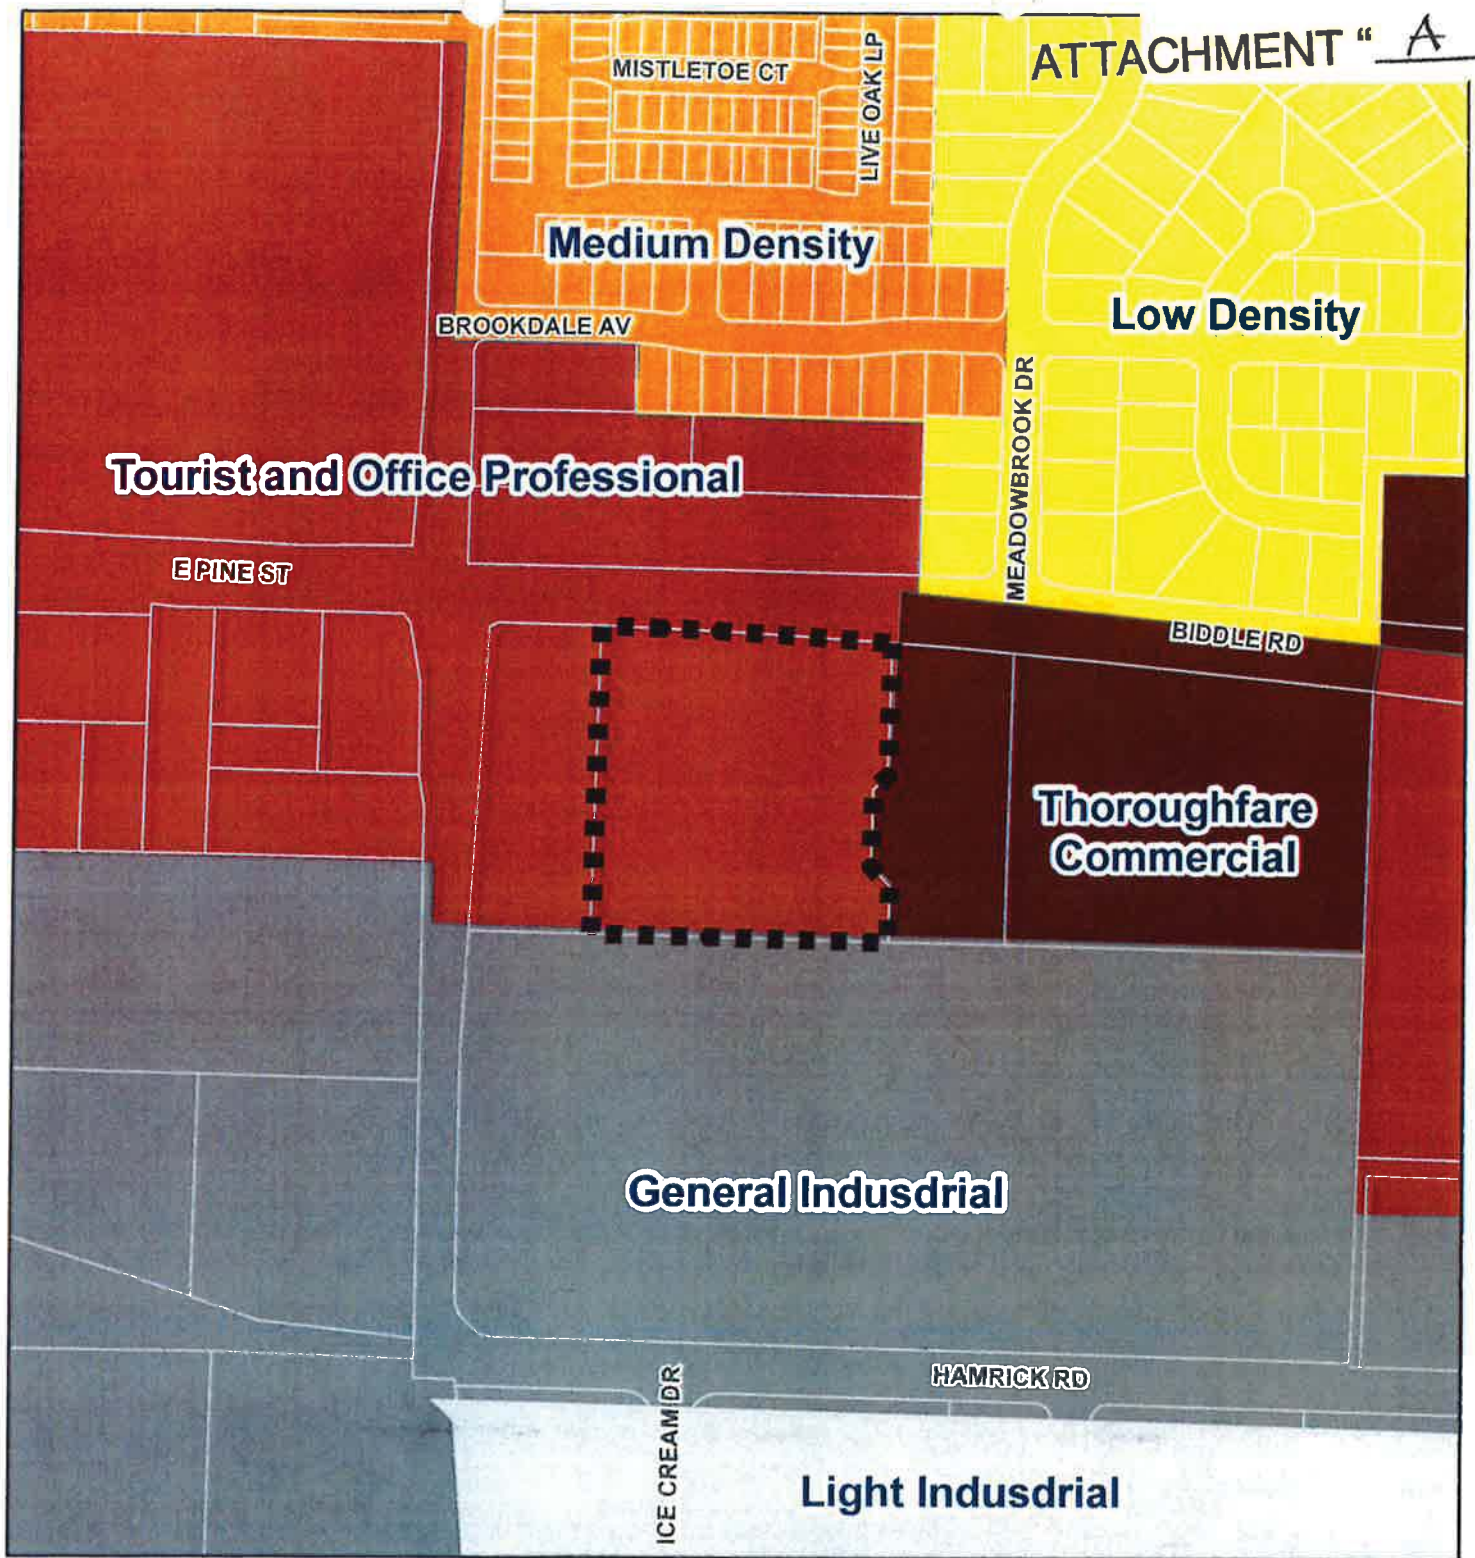 ATTACHMENT “ A
MISTLETOE CT
LIVE OAK LP
Medium Density
Low Density
BROOKDALE AV
MEADOWBROOK DR
Tourist and Office Professional
E PINE ST
BIDDLE RD
Thoroughfare
Commercial
General Indusdrial
HAMRICK RD
ICE CREAM DR
Light Indusdrial